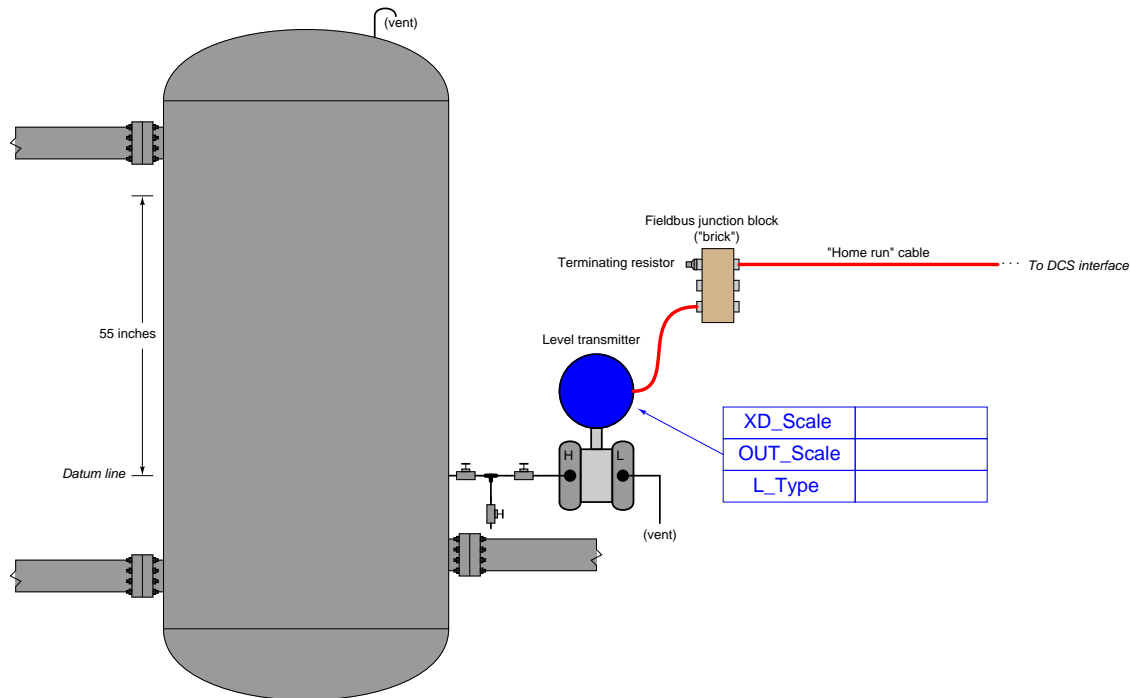 (vent)
Fieldbus junction block
("brick")
Terminating resistor
"Home run" cable
To DCS interface
55 inches
Level transmitter
XD_Scale
OUT_Scale
L_Type
H
L
Datum line
(vent)